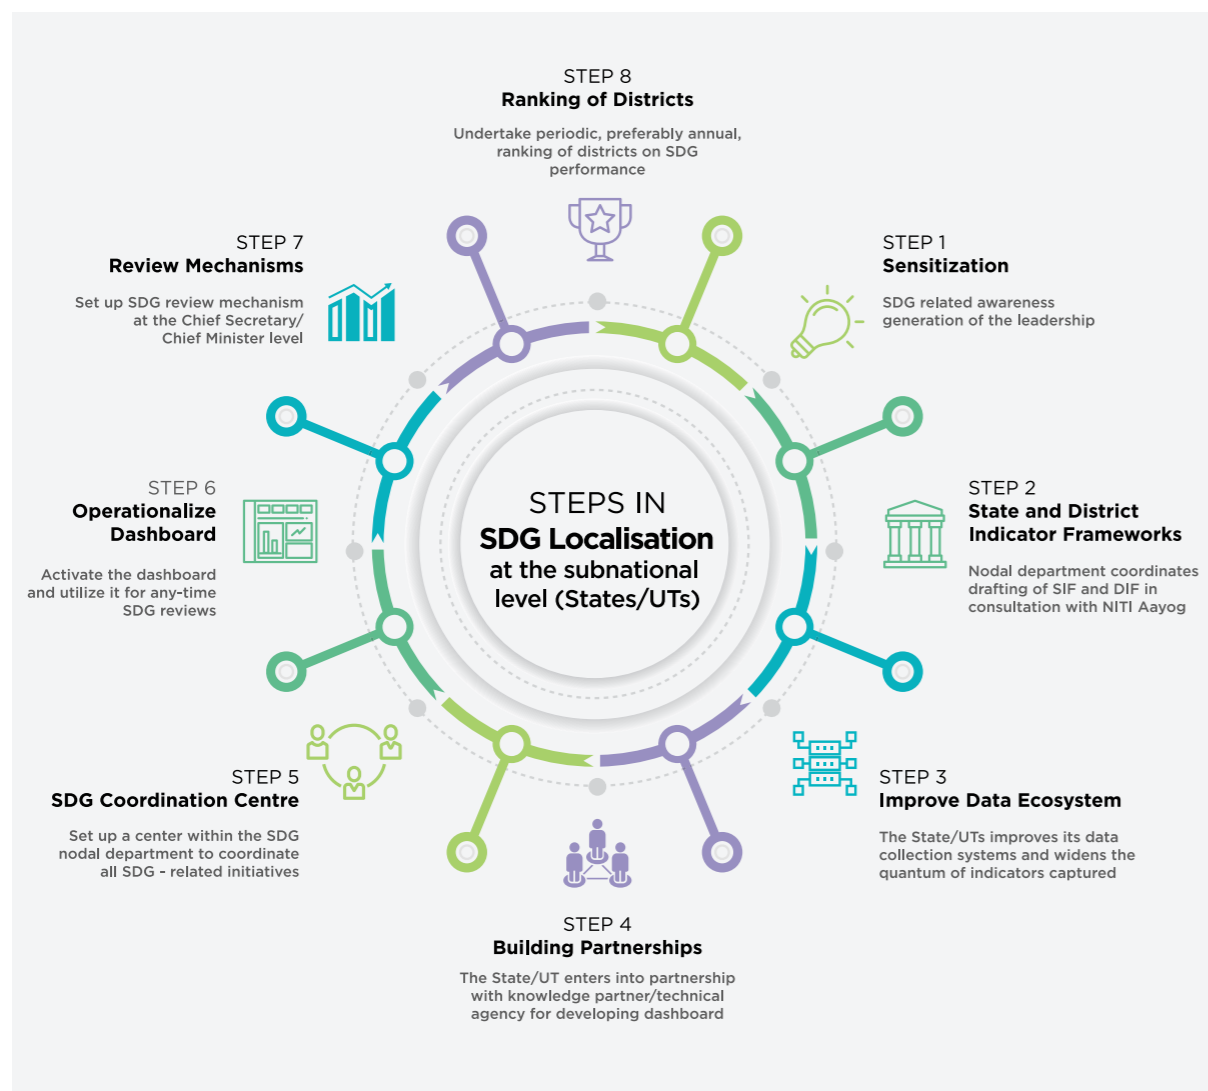 STEPS IN
SDG Localisation
at the subnational
level (States/UTs)
STEP 1
Sensitization
SDG related awareness
generation of the leadership
STEP 2
State and District
Indicator Frameworks
Nodal department coordinates
drafting of SIF and DIF in
consultation with NITI Aayog
STEP 3
Improve Data Ecosystem
The State/UTs improves its data
collection systems and widens the
quantum of indicators captured
STEP 4
Building Partnerships
The State/UT enters into partnership
with knowledge partner/technical
agency for developing dashboard
STEP 5
SDG Coordination Centre
Set up a center within the SDG
nodal department to coordinate
all SDG - related initiatives
STEP 6
Operationalize
Dashboard
Activate the dashboard
and utilize it for any-time
SDG reviews
STEP 7
Review Mechanisms
Set up SDG review mechanism
at the Chief Secretary/
Chief Minister level
STEP 8
Ranking of Districts
Undertake periodic, preferably annual,
ranking of districts on SDG
performance